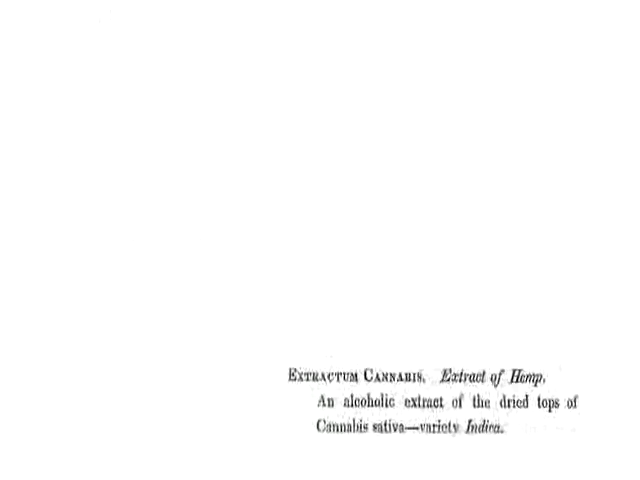 EXTRACTUM CANNABIS. Extract of Hemp.
An alcoholic extract of the dried tops of
Cannabis sativa—variety Indica.